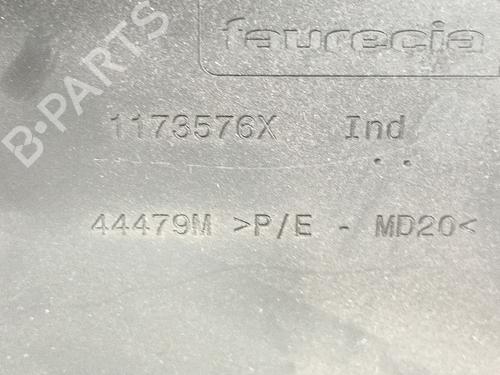 faurecia
B-PARTS
1173576X Ind
..
44479M >P/E - MD20<